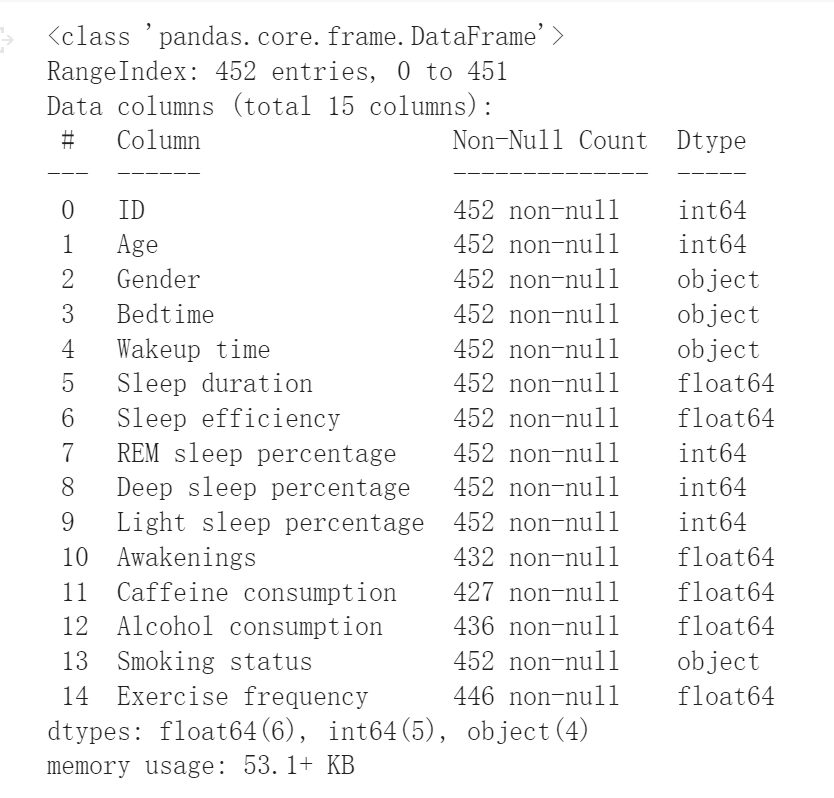 <class 'pandas.core.frame.DataFrame'>
RangeIndex: 452 entries, 0 to 451
Data columns (total 15 columns):
 #   Column                  Non-Null Count  Dtype
---  ------                  --------------  -----
 0   ID                      452 non-null    int64
 1   Age                     452 non-null    int64
 2   Gender                  452 non-null    object
 3   Bedtime                 452 non-null    object
 4   Wakeup time             452 non-null    object
 5   Sleep duration          452 non-null    float64
 6   Sleep efficiency        452 non-null    float64
 7   REM sleep percentage    452 non-null    int64
 8   Deep sleep percentage   452 non-null    int64
 9   Light sleep percentage  452 non-null    int64
 10  Awakenings              432 non-null    float64
 11  Caffeine consumption    427 non-null    float64
 12  Alcohol consumption     436 non-null    float64
 13  Smoking status          452 non-null    object
 14  Exercise frequency      446 non-null    float64
dtypes: float64(6), int64(5), object(4)
memory usage: 53.1+ KB